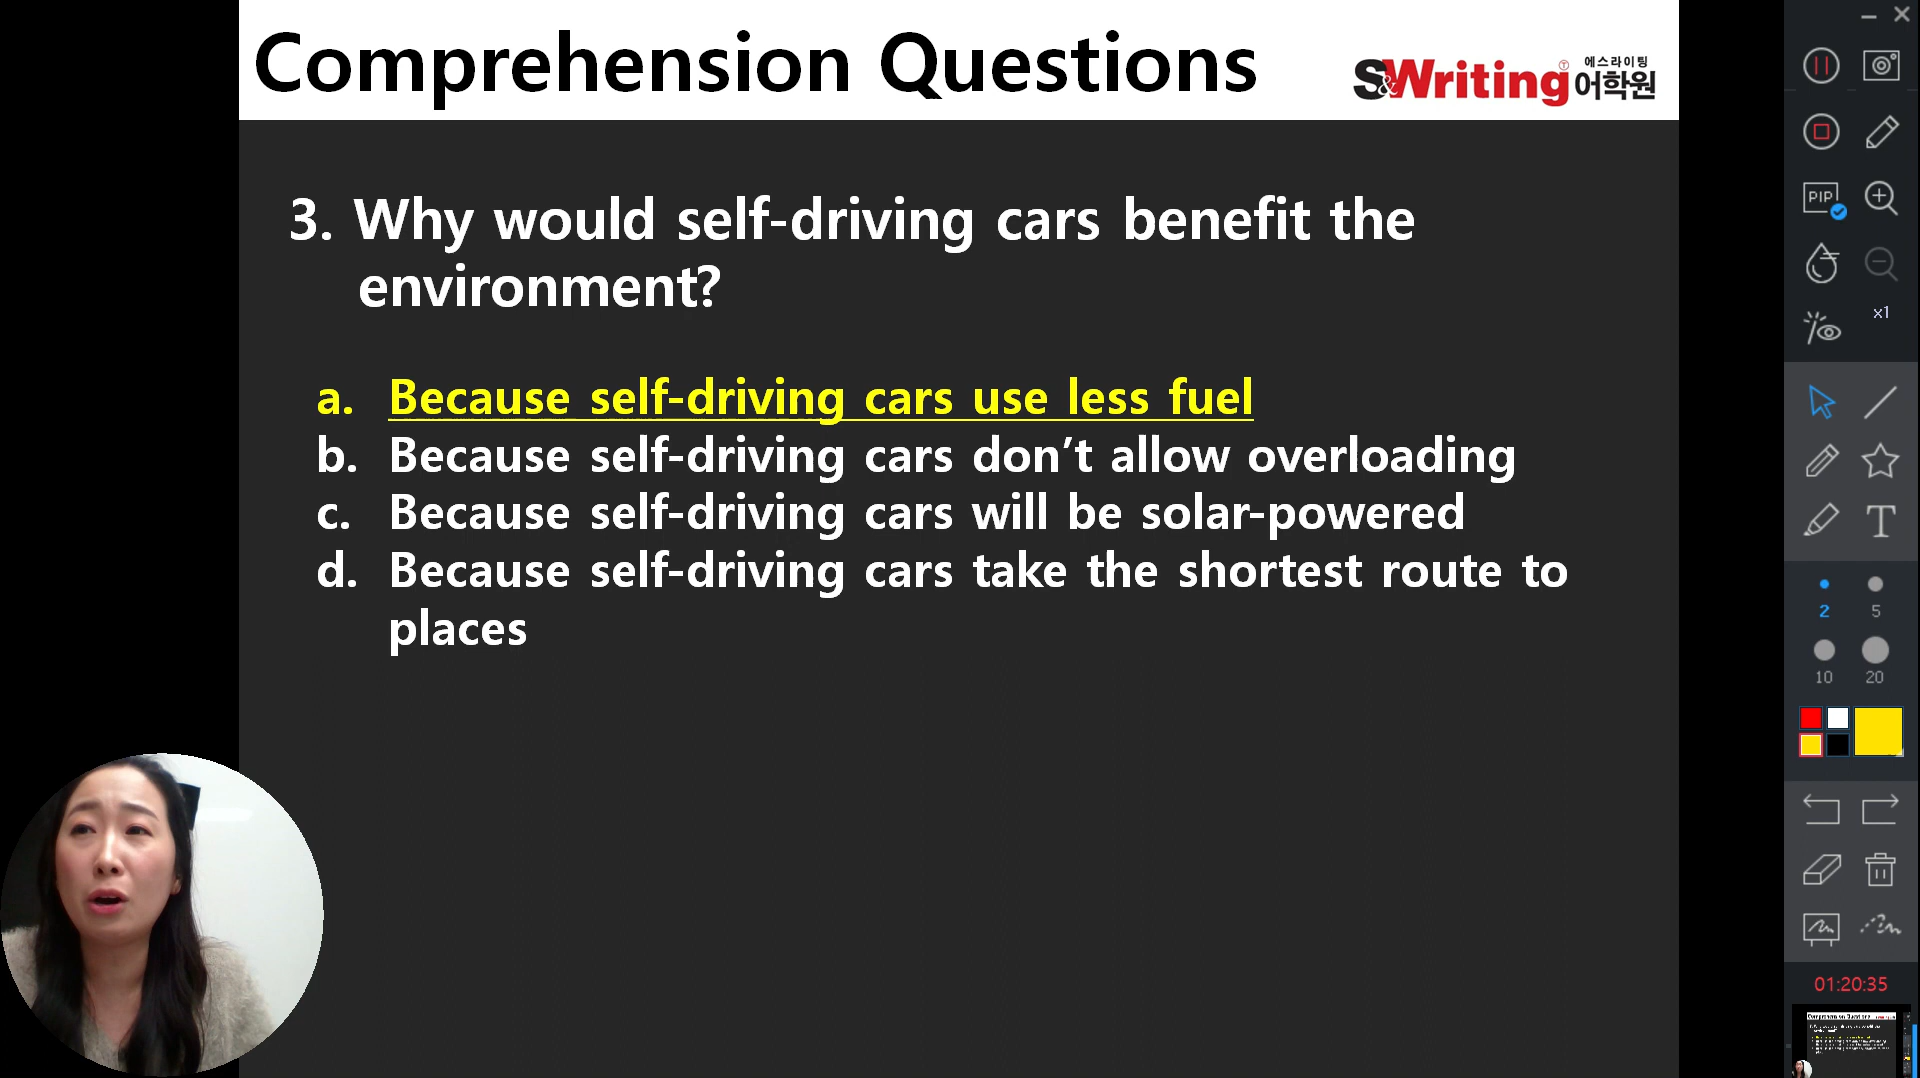 Comprehension Questions
S&Writing 에스라이팅 어학원
3. Why would self-driving cars benefit the
environment?
a. Because self-driving cars use less fuel
b. Because self-driving cars don’t allow overloading
c. Because self-driving cars will be solar-powered
d. Because self-driving cars take the shortest route to
places
PIP
x1
T
2 5
10 20
01:20:35